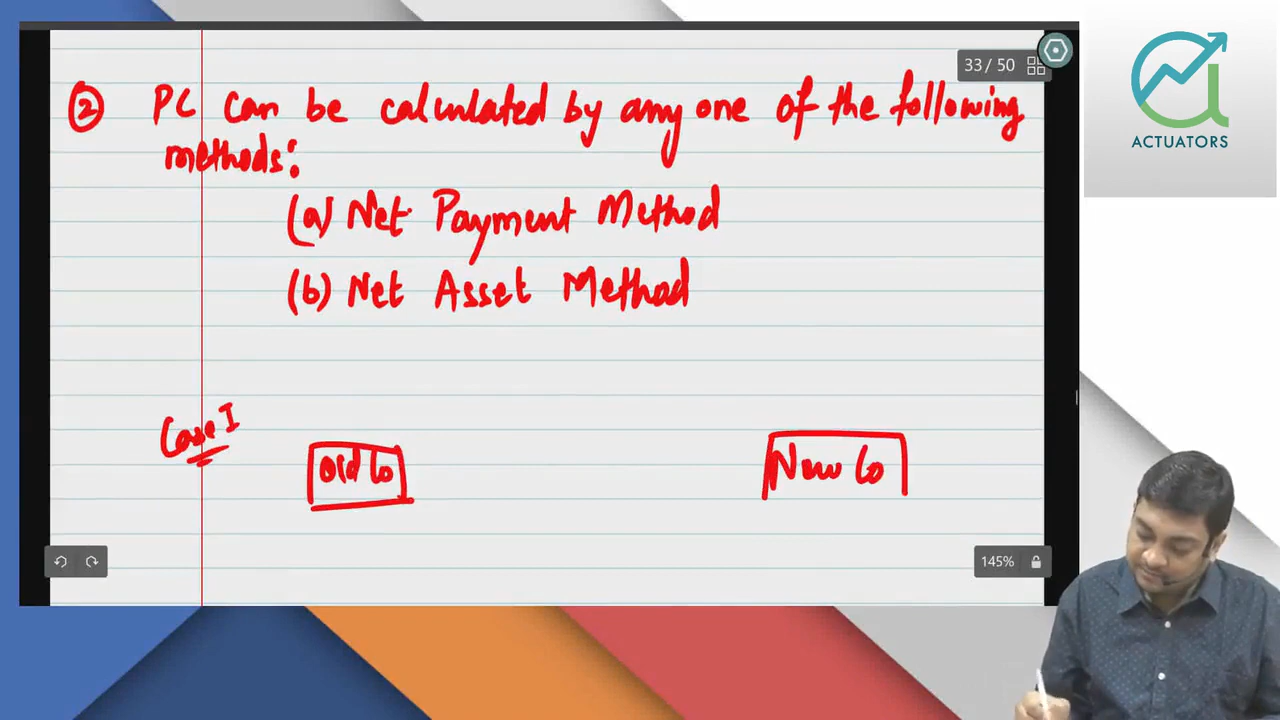 33 / 50
② PC can be calculated by any one of the following
methods:
(a) Net Payment Method
(b) Net Asset Method
Case I
Old Co
New Co
145%
ACTUATORS